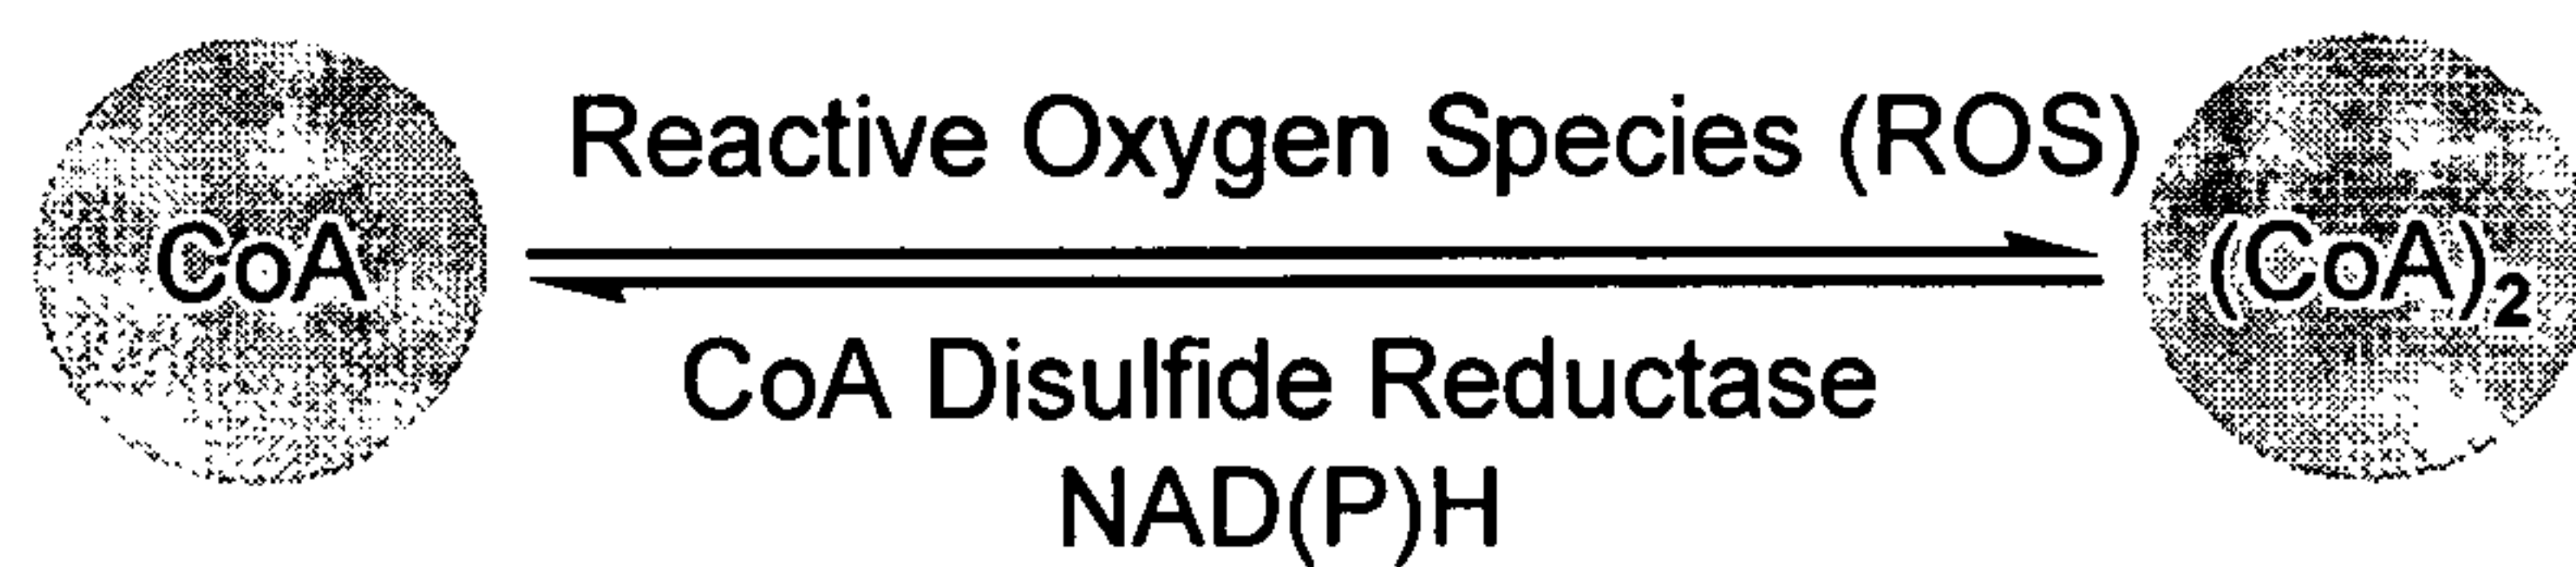 Reactive Oxygen Species (ROS)
CoA
(CoA)₂
CoA Disulfide Reductase
NAD(P)H